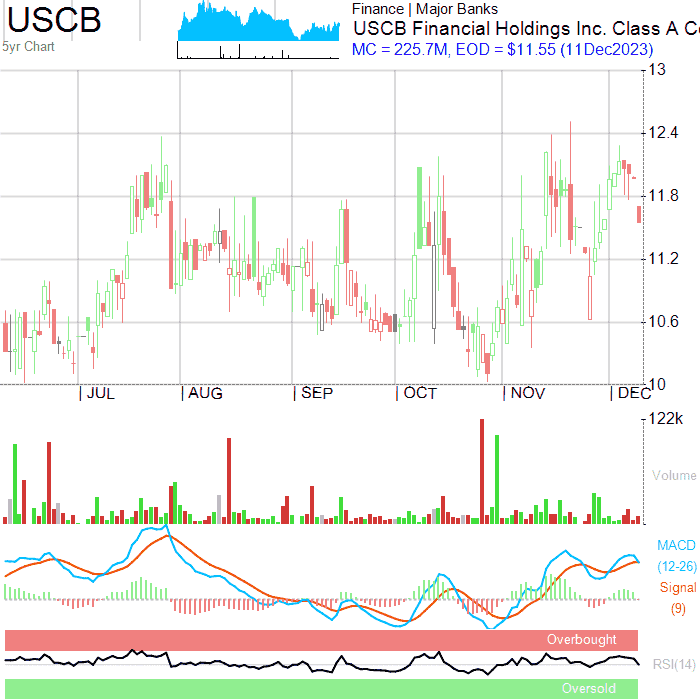 USCB
5yr Chart
Finance | Major Banks
USCB Financial Holdings Inc. Class A Co
MC = 225.7M, EOD = $11.55 (11Dec2023)
13
12.4
11.8
11.2
10.6
10
JUL
AUG
SEP
OCT
NOV
DEC
122k
Volume
MACD
(12-26)
Signal
(9)
Overbought
RSI(14)
Oversold